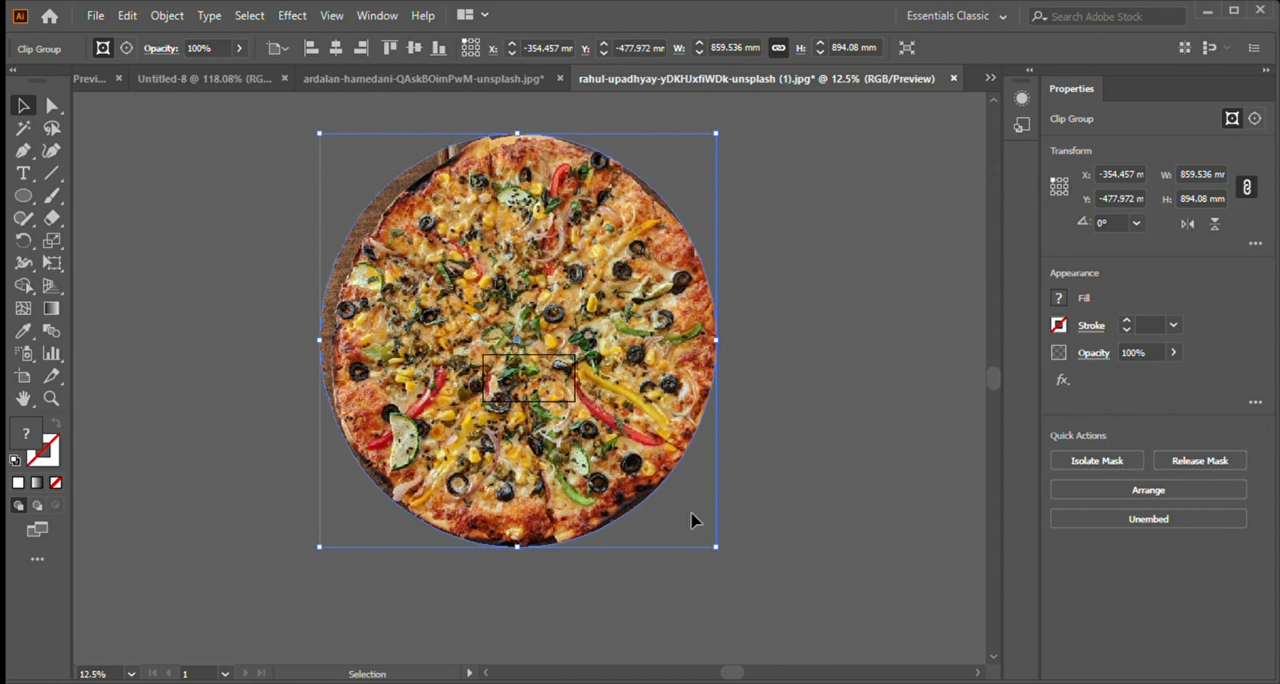 Ai File Edit Object Type Select Effect View Window Help Essentials Classic Search Adobe Stock
Clip Group Opacity: 100% X: -354.457 mm Y: -477.972 mm W: 859.536 mm H: 894.08 mm
Previ... Untitled-8 @ 118.08% (RG... ardalan-hamedani-QAskBOimPwM-unsplash.jpg* rahul-upadhyay-yDKHJxfiWDk-unsplash (1).jpg* @ 12.5% (RGB/Preview)
Properties
Clip Group
Transform
X: -354.457 m W: 859.536 mr
Y: -477.972 m H: 894.08 mm
0°
Appearance
? Fill
Stroke
Opacity 100%
fx.
Quick Actions
Isolate Mask Release Mask
Arrange
Unembed
?
12.5% 1 Selection